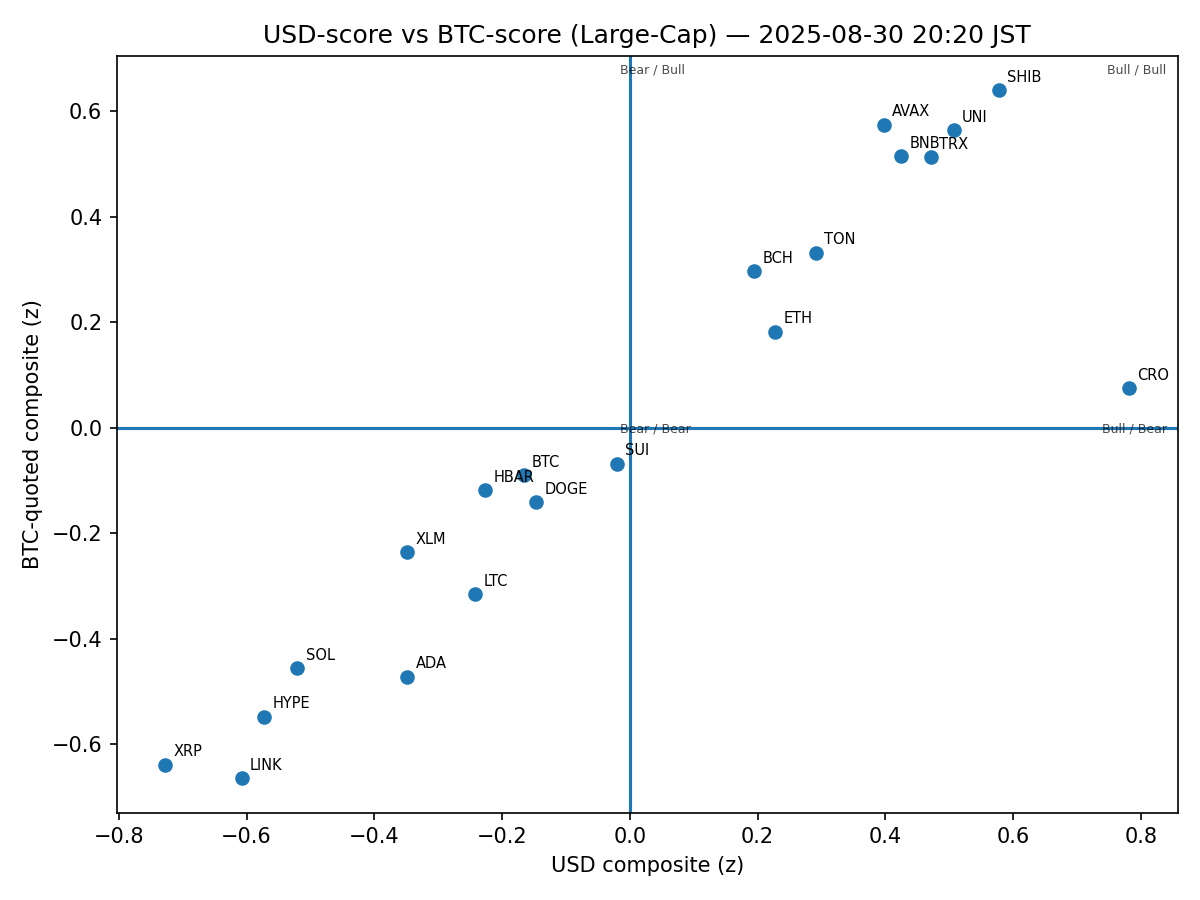 USD-score vs BTC-score (Large-Cap) — 2025-08-30 20:20 JST
Bear / Bull
Bull / Bull
SHIB
AVAX
UNI
BNB
TRX
TON
BCH
ETH
CRO
Bear / Bear
Bull / Bear
SUI
BTC
HBAR
DOGE
XLM
LTC
SOL
ADA
HYPE
XRP
LINK
0.6
0.4
0.2
0.0
−0.2
−0.4
−0.6
BTC-quoted composite (z)
−0.8
−0.6
−0.4
−0.2
0.0
0.2
0.4
0.6
0.8
USD composite (z)